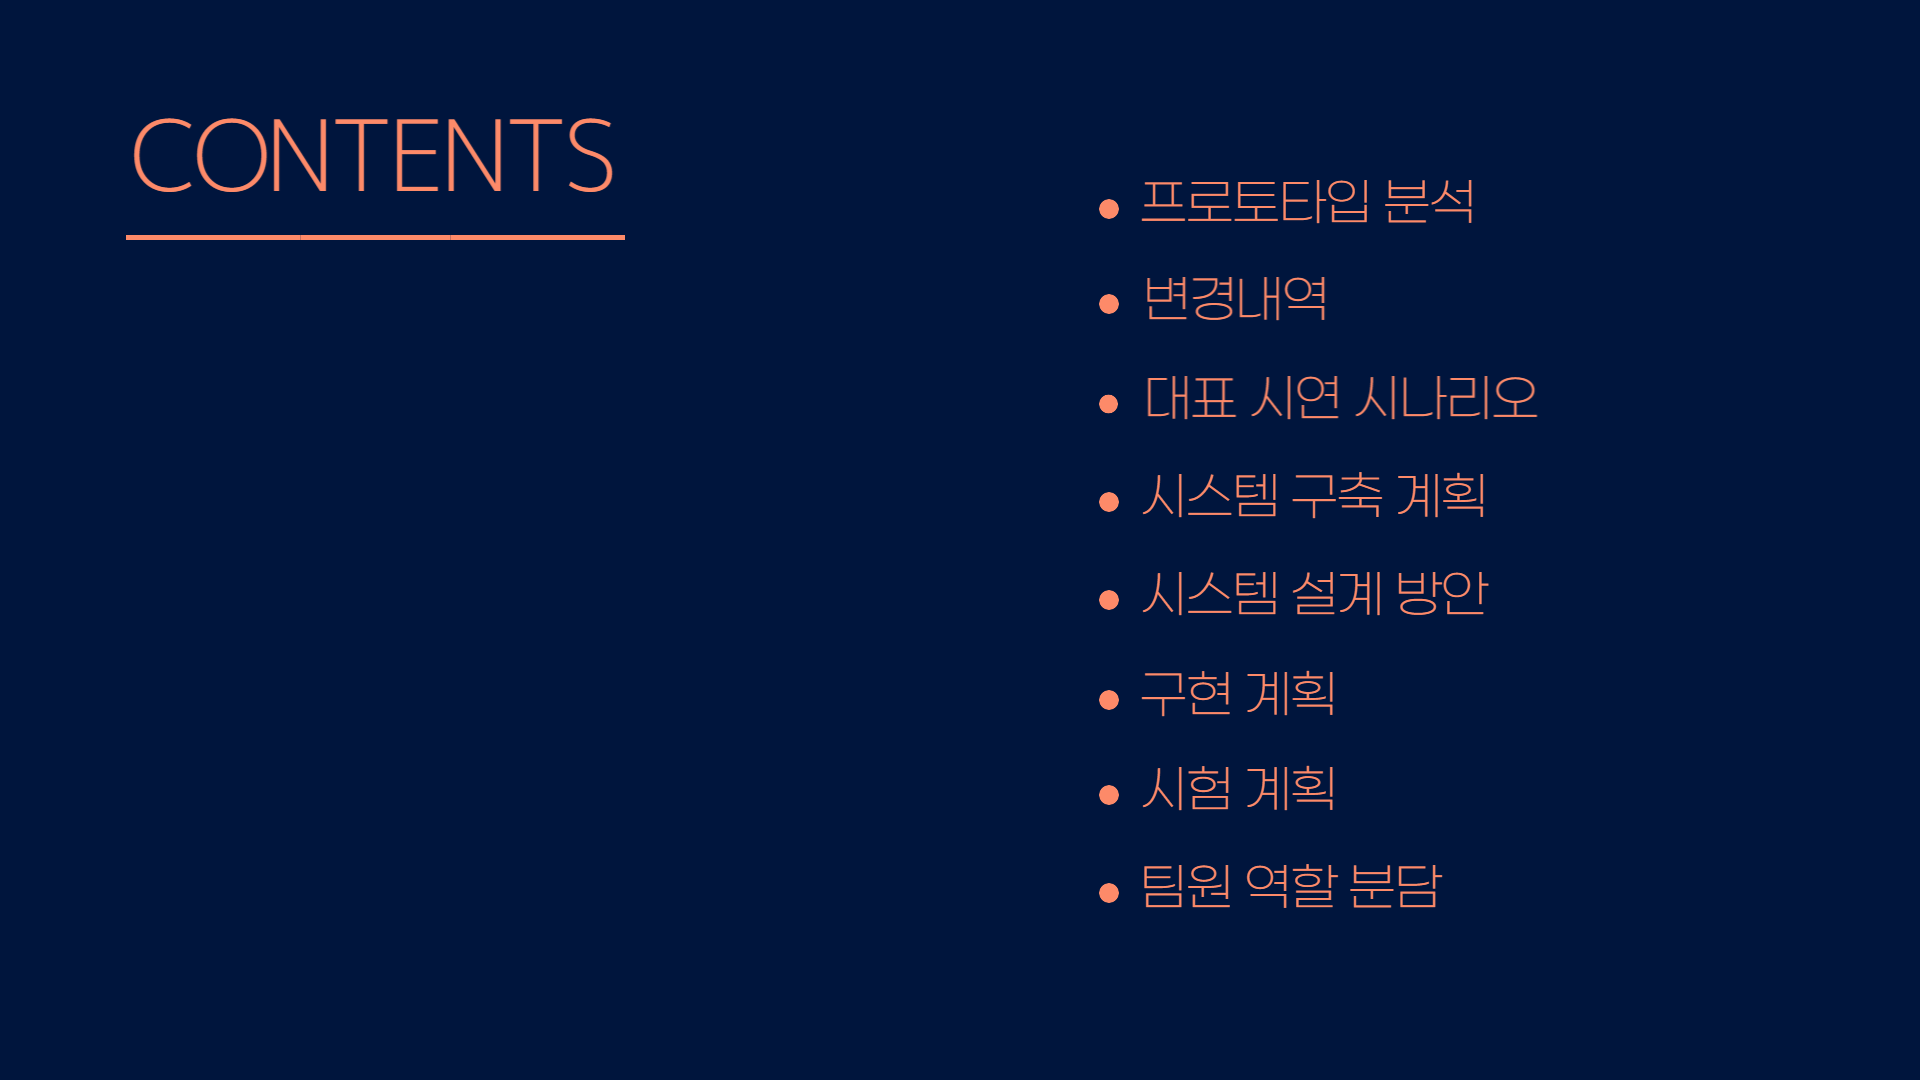 CONTENTS
● 프로토타입 분석
● 변경내역
● 대표 시연 시나리오
● 시스템 구축 계획
● 시스템 설계 방안
● 구현 계획
● 시험 계획
● 팀원 역할 분담